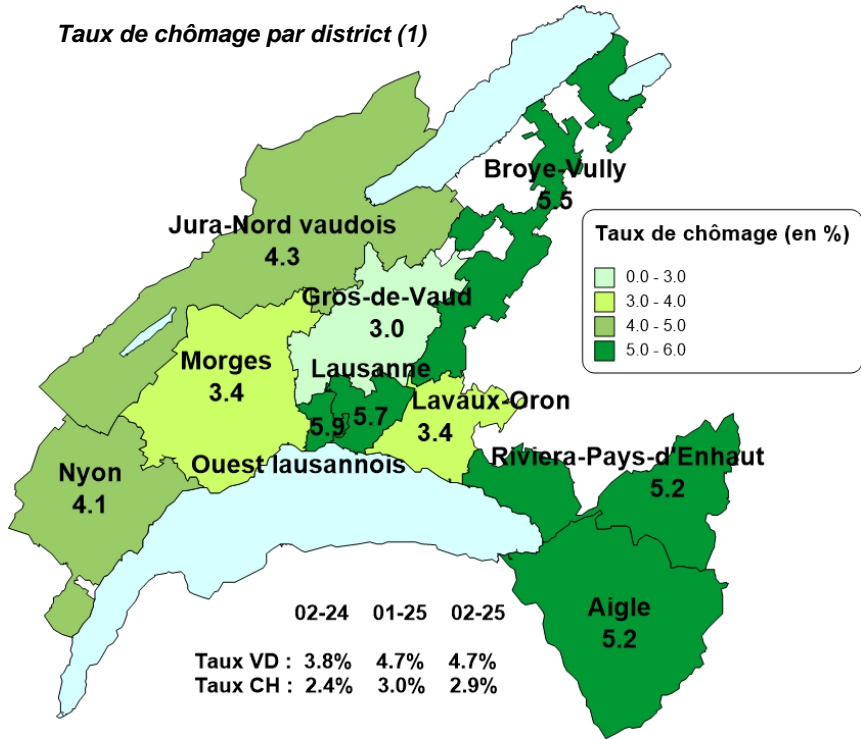 Taux de chômage par district (1)
Broye-Vully
5.5
Jura-Nord vaudois
4.3
Taux de chômage (en %)
0.0 - 3.0
3.0 - 4.0
4.0 - 5.0
5.0 - 6.0
Gros-de-Vaud
3.0
Morges
3.4
Lausanne
5.7
5.9
Ouest lausannois
Lavaux-Oron
3.4
Nyon
4.1
Riviera-Pays-d'Enhaut
5.2
Aigle
5.2
02-24 01-25 02-25
Taux VD : 3.8% 4.7% 4.7%
Taux CH : 2.4% 3.0% 2.9%